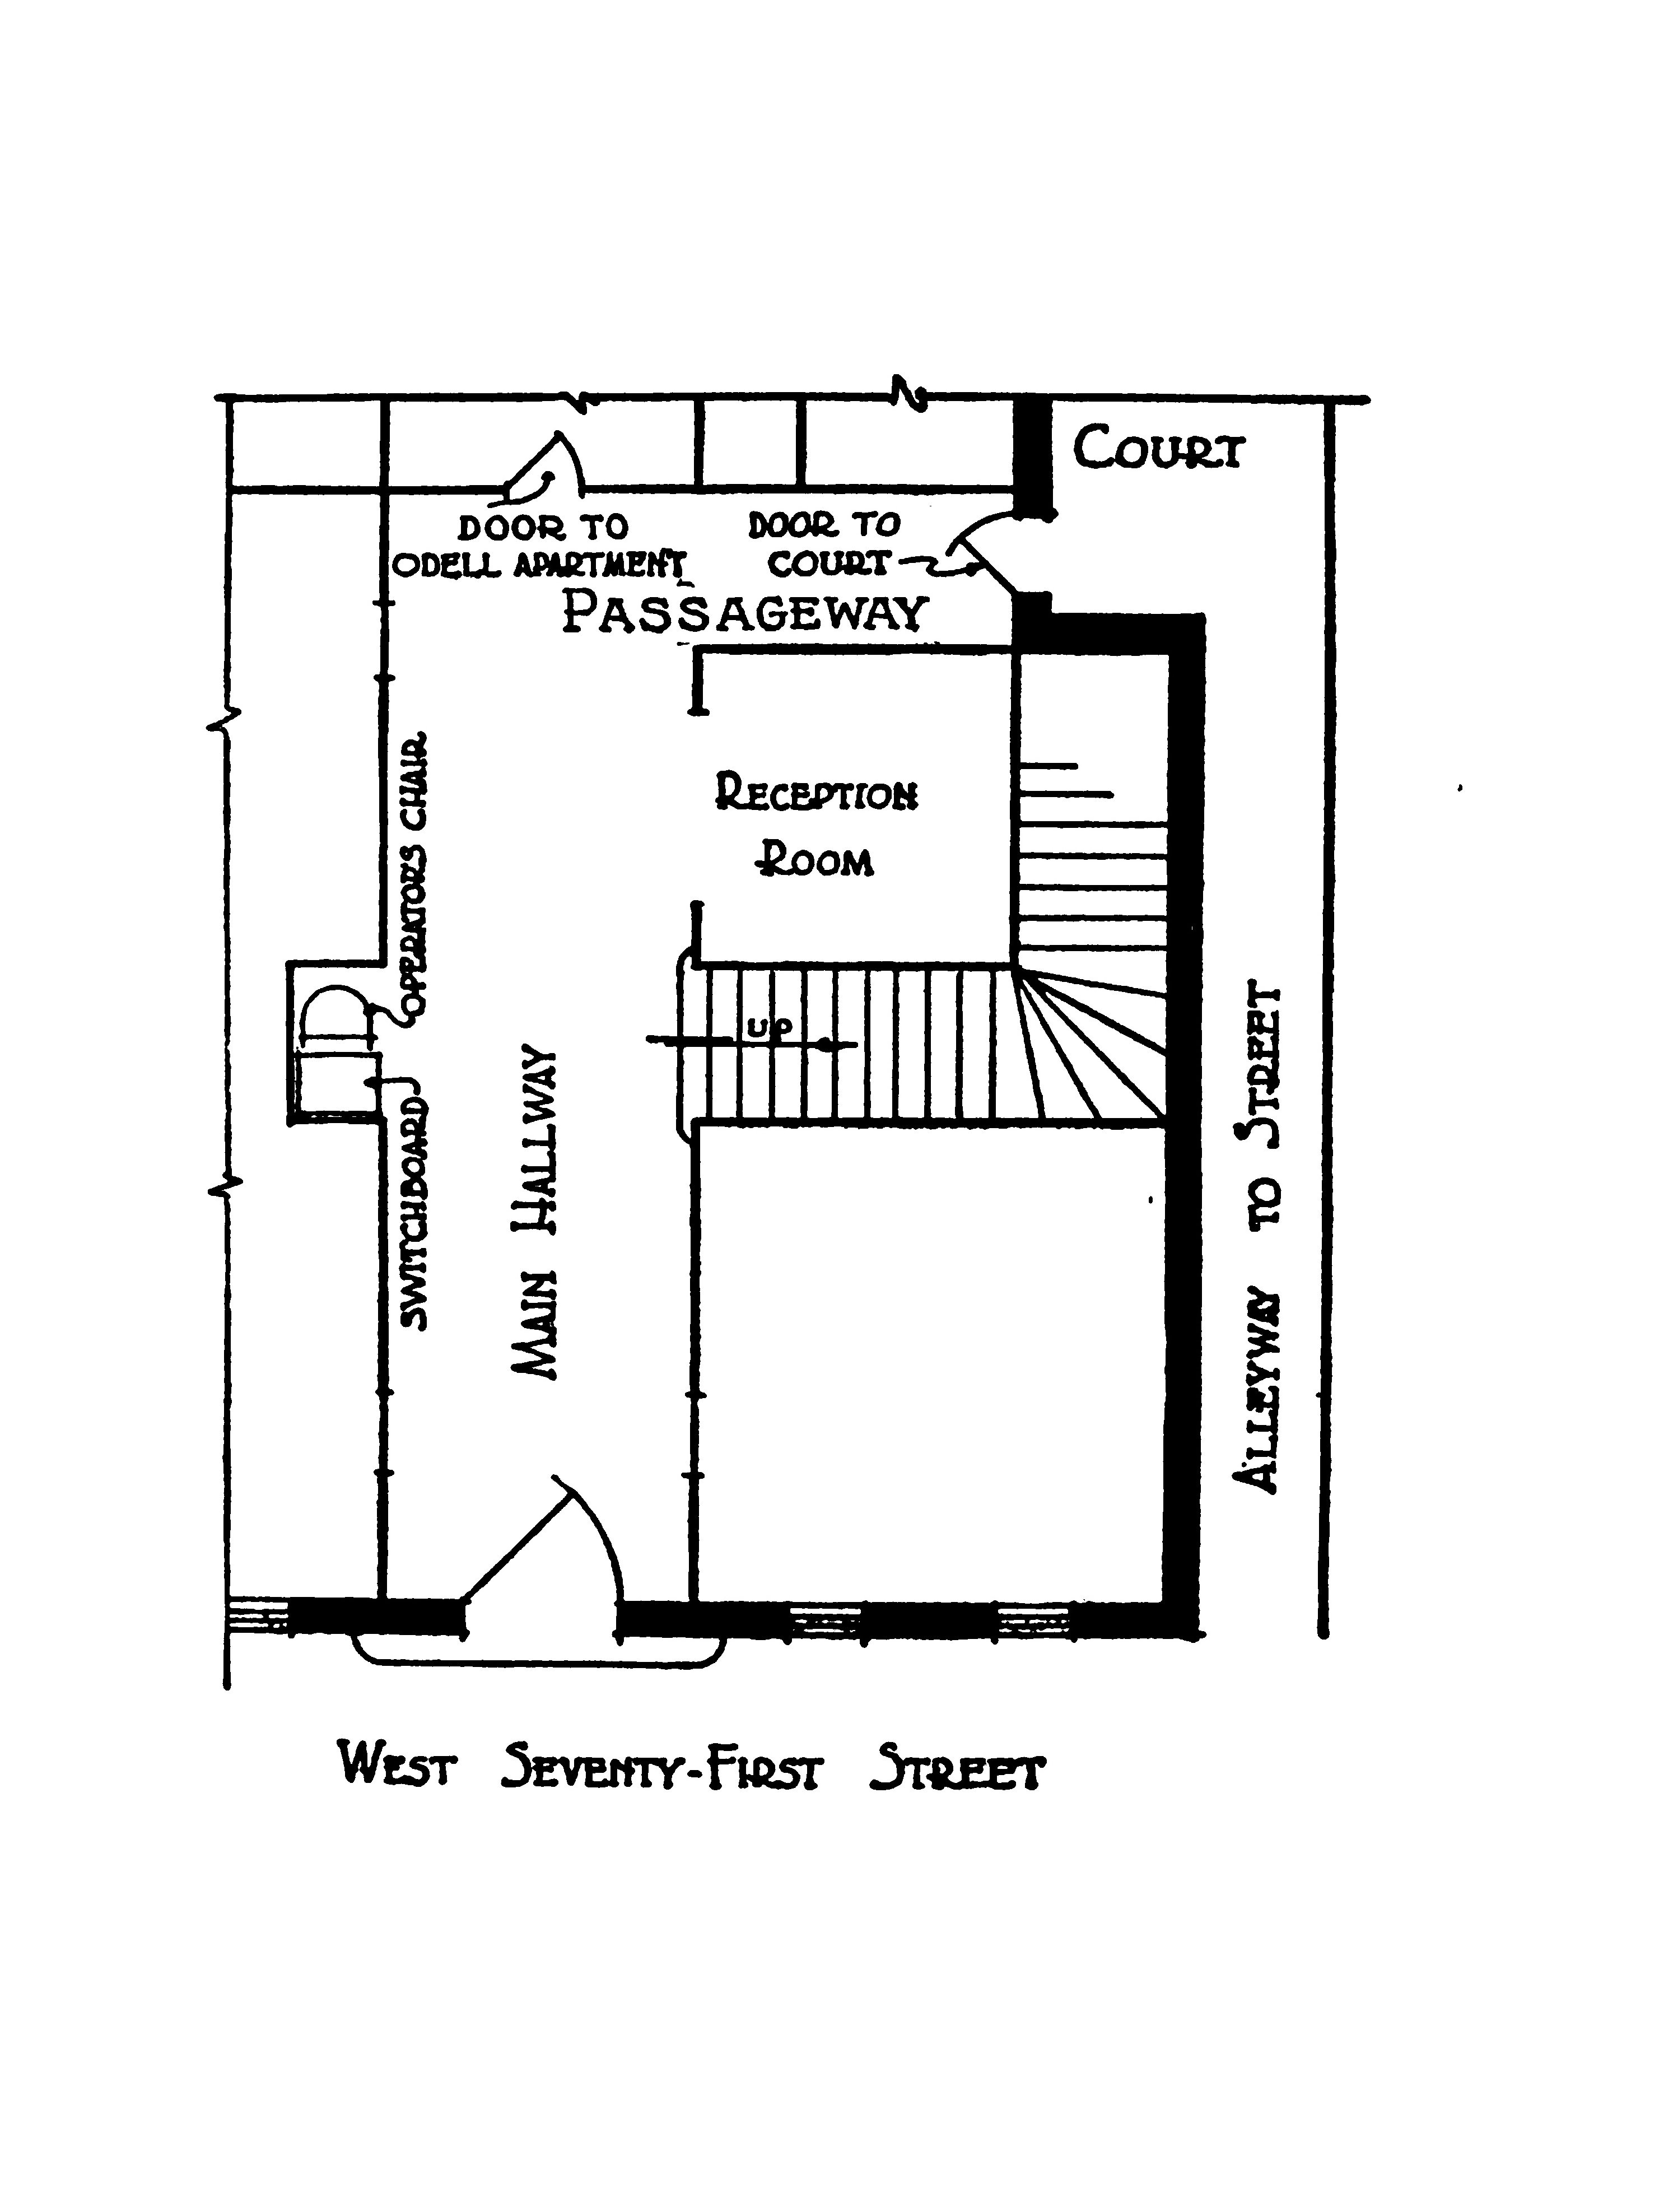 COURT
DOOR TO
ODELL APARTMENT
DOOR TO
COURT
PASSAGEWAY
OPERATORS CHAIR
RECEPTION
ROOM
UP
SWITCHBOARD
MAIN HALLWAY
ALLEYWAY TO STREET
WEST SEVENTY-FIRST STREET